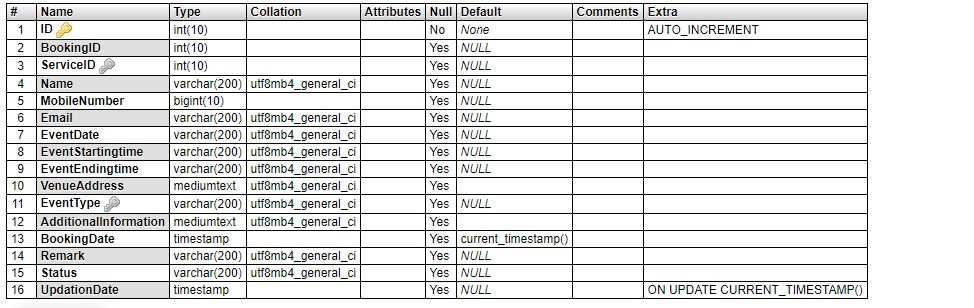 # Name Type Collation Attributes Null Default Comments Extra
1 ID int(10) No None AUTO_INCREMENT
2 BookingID int(10) Yes NULL
3 ServiceID int(10) Yes NULL
4 Name varchar(200) utf8mb4_general_ci Yes NULL
5 MobileNumber bigint(10) Yes NULL
6 Email varchar(200) utf8mb4_general_ci Yes NULL
7 EventDate varchar(200) utf8mb4_general_ci Yes NULL
8 EventStartingtime varchar(200) utf8mb4_general_ci Yes NULL
9 EventEndingtime varchar(200) utf8mb4_general_ci Yes NULL
10 VenueAddress mediumtext utf8mb4_general_ci Yes
11 EventType varchar(200) utf8mb4_general_ci Yes NULL
12 AdditionalInformation mediumtext utf8mb4_general_ci Yes
13 BookingDate timestamp Yes current_timestamp()
14 Remark varchar(200) utf8mb4_general_ci Yes NULL
15 Status varchar(200) utf8mb4_general_ci Yes NULL
16 UpdationDate timestamp Yes NULL ON UPDATE CURRENT_TIMESTAMP()